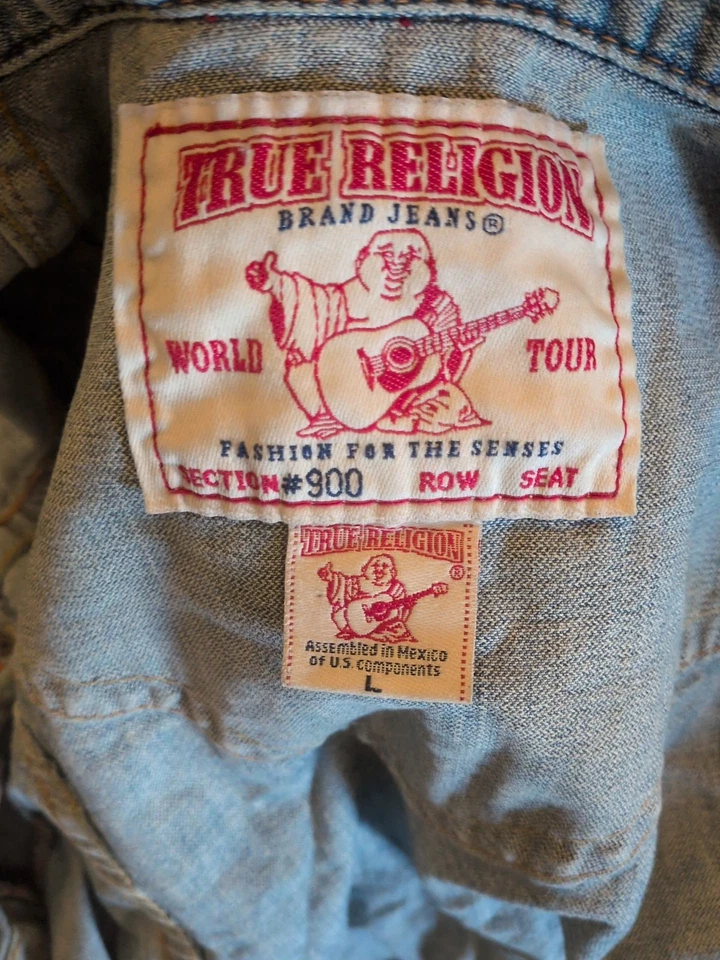 TRUE RELIGION
BRAND JEANS®
WORLD TOUR
FASHION FOR THE SENSES
SECTION #900 ROW SEAT
TRUE RELIGION
®
Assembled in Mexico
of U.S. components
L